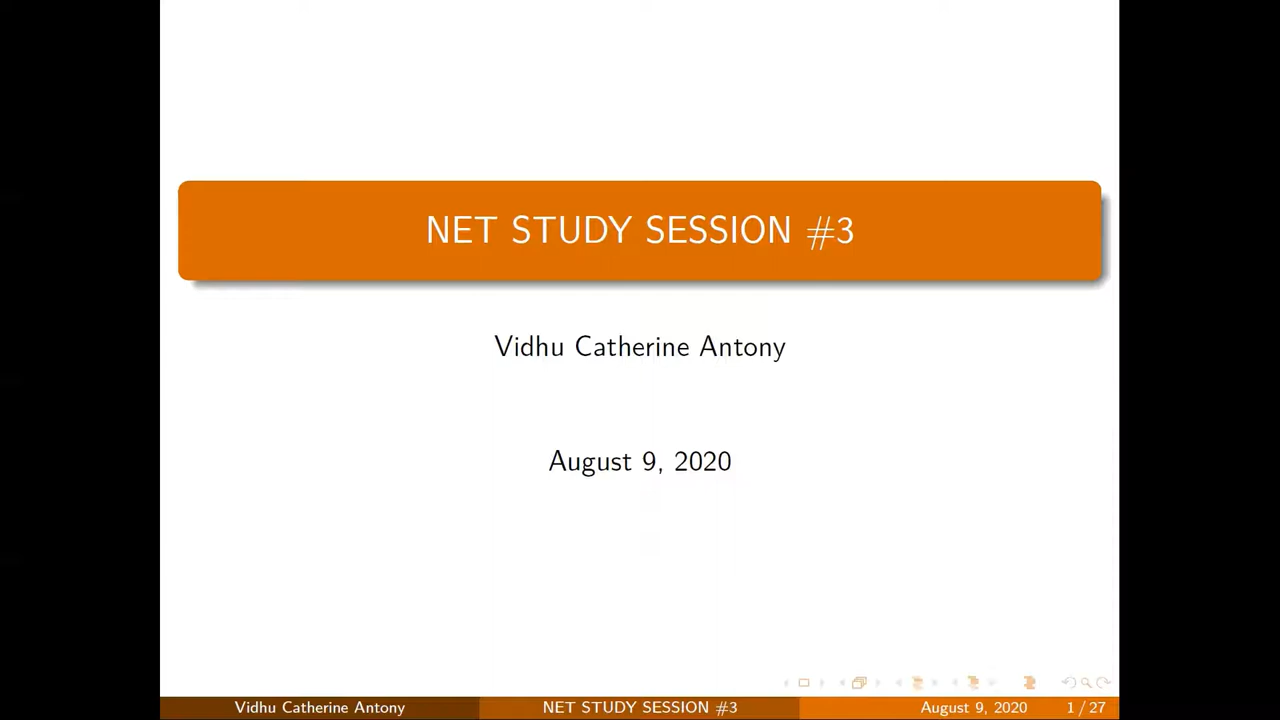 NET STUDY SESSION #3
Vidhu Catherine Antony
August 9, 2020
Vidhu Catherine Antony NET STUDY SESSION #3 August 9, 2020 1 / 27